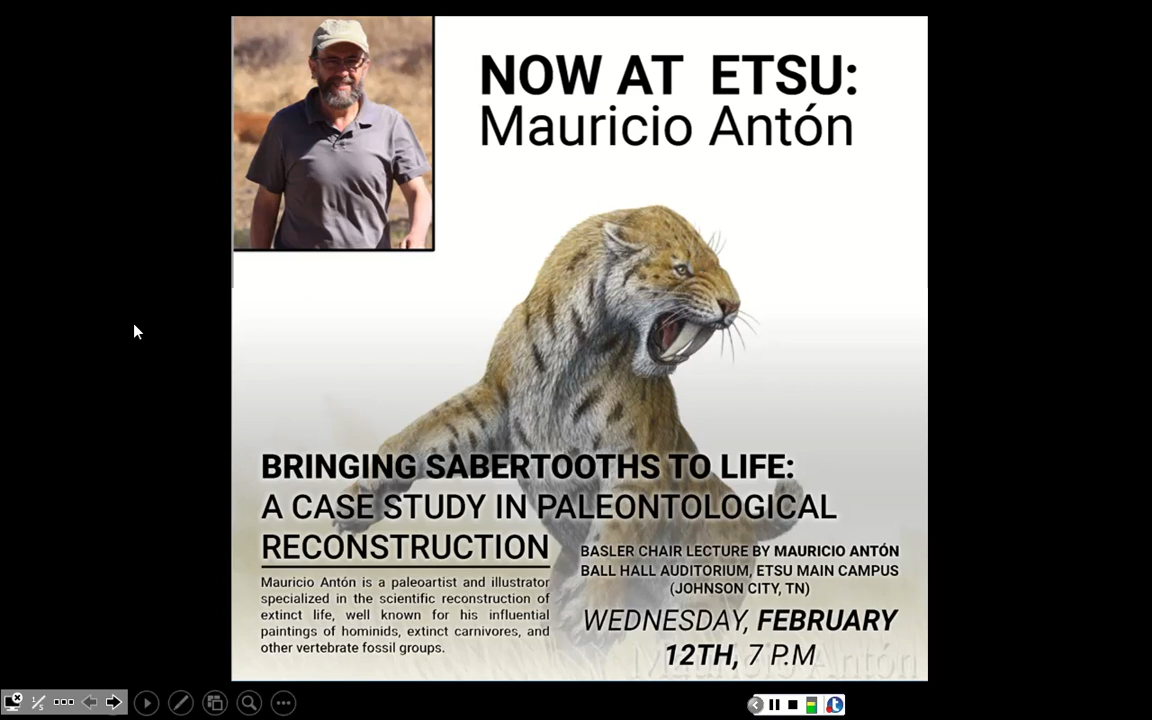 NOW AT ETSU:
Mauricio Antón
BRINGING SABERTOOTHS TO LIFE:
A CASE STUDY IN PALEONTOLOGICAL
RECONSTRUCTION
Mauricio Antón is a paleoartist and illustrator
specialized in the scientific reconstruction of
extinct life, well known for his influential
paintings of hominids, extinct carnivores, and
other vertebrate fossil groups.
BASLER CHAIR LECTURE BY MAURICIO ANTÓN
BALL HALL AUDITORIUM, ETSU MAIN CAMPUS
(JOHNSON CITY, TN)
WEDNESDAY, FEBRUARY
12TH, 7 P.M
Mauricio Antón